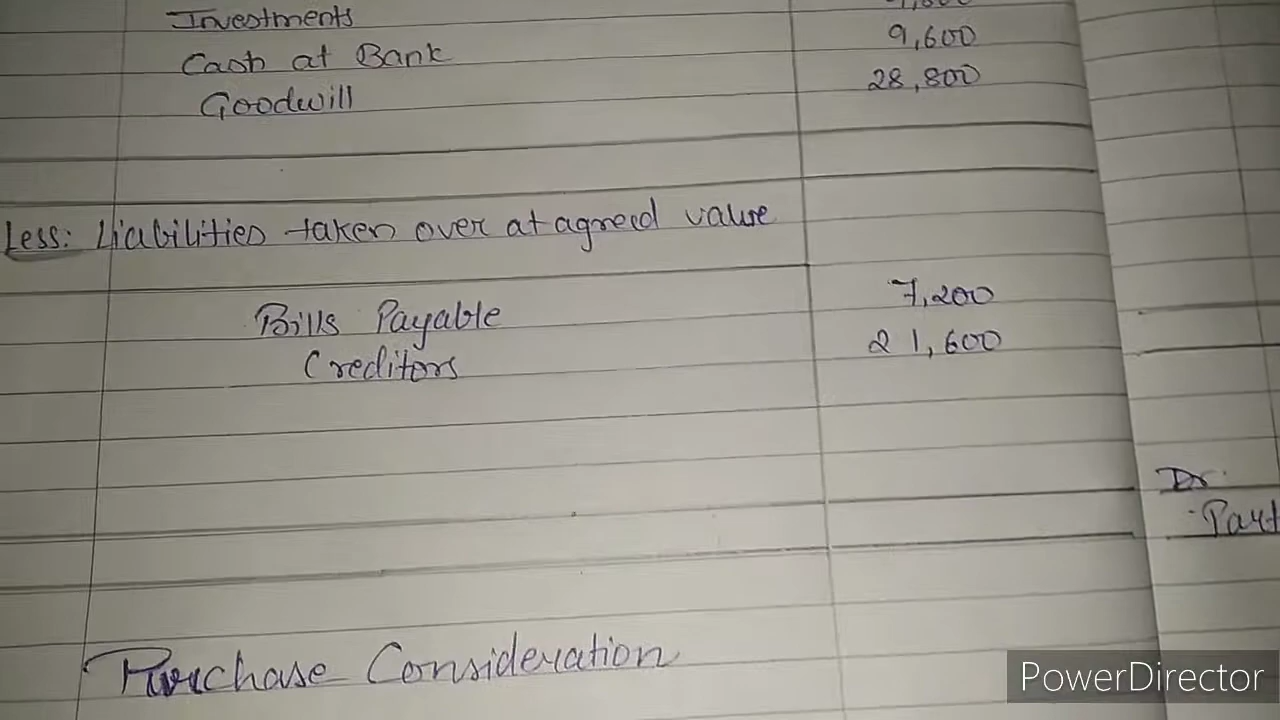 Investments
Cash at Bank 9,600
Goodwill 28,800
Less: Liabilities taken over at agreed value
Bills Payable 7,200
Creditors 21,600
Dr.
Purchase Consideration
PowerDirector